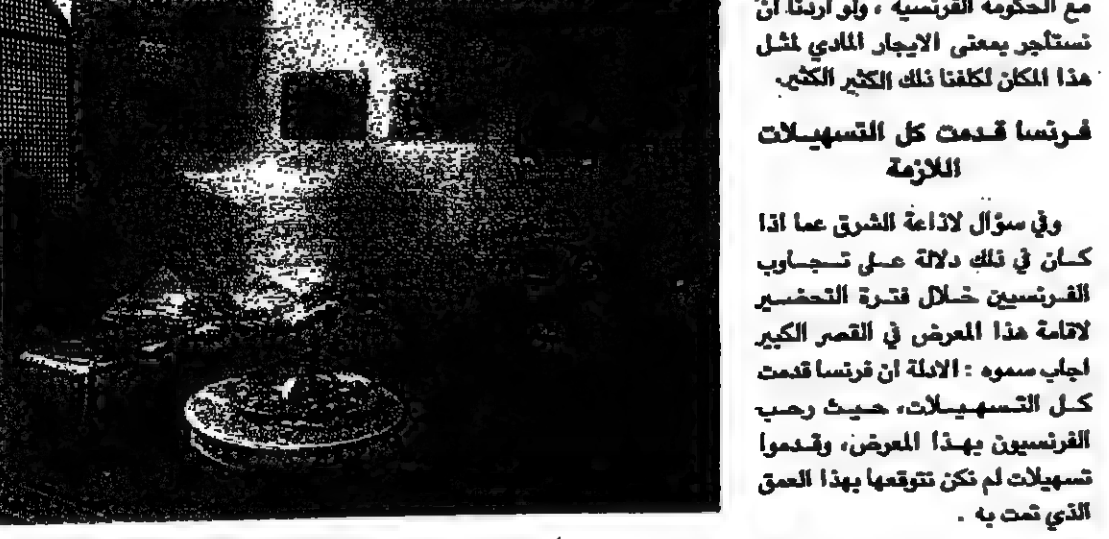 مع الحكومة الفرنسية ، ولو اردنا ان
نستأجر بمعنى الايجار المادي لمثل
هذا المكان لكلفنا ذلك الكثير الكثير.
فرنسا قدمت كل التسهيلات
اللازمة
وفي سؤال لاذاعة الشرق عما اذا
كان في ذلك دلالة على تجاوب
الفرنسيين خلال فترة التحضير
لاقامة هذا المعرض في القصر الكبير
اجاب سموه : الادلة ان فرنسا قدمت
كل التسهيلات، حيث رحب
الفرنسيون بهذا المعرض، وقدموا
تسهيلات لم نكن نتوقعها بهذا العمق
الذي تمت به .